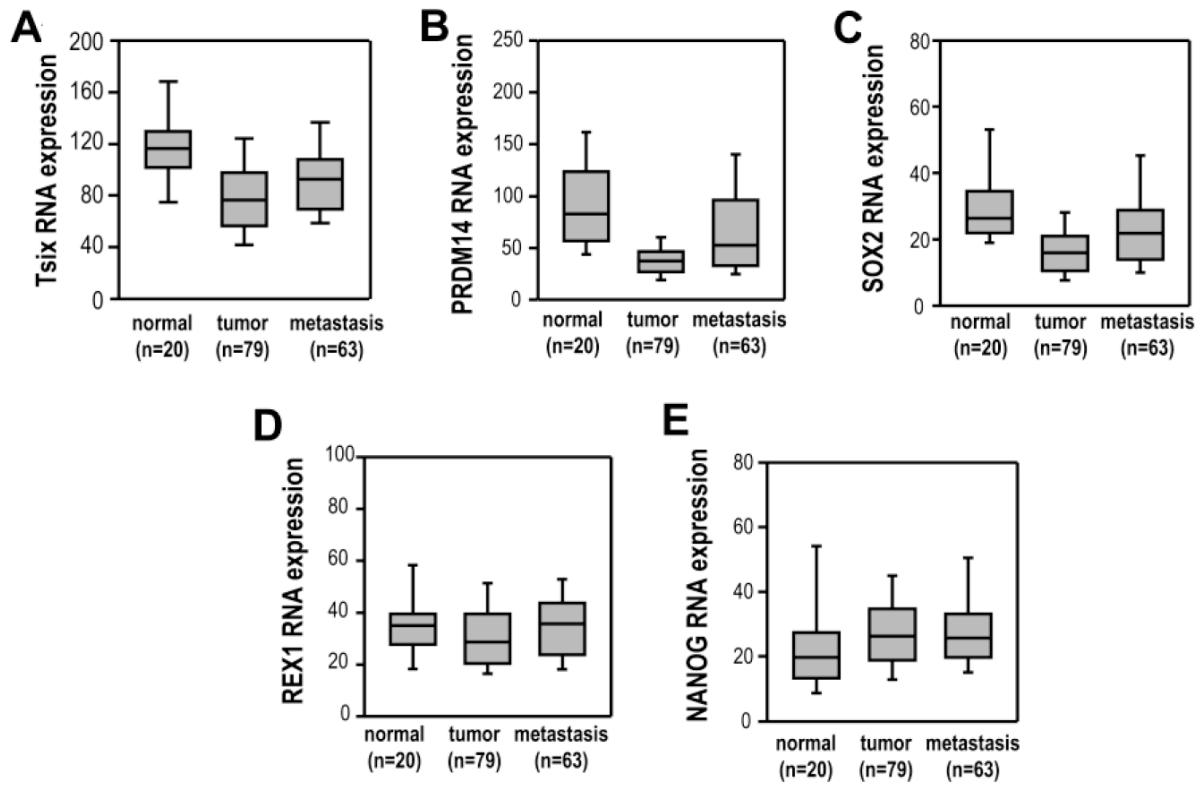 A
Tsix RNA expression
200
160
120
80
40
0
normal tumor metastasis
(n=20) (n=79) (n=63)
B
PRDM14 RNA expression
250
200
150
100
50
0
normal tumor metastasis
(n=20) (n=79) (n=63)
C
SOX2 RNA expression
80
60
40
20
0
normal tumor metastasis
(n=20) (n=79) (n=63)
D
REX1 RNA expression
100
80
60
40
20
0
normal tumor metastasis
(n=20) (n=79) (n=63)
E
NANOG RNA expression
80
60
40
20
0
normal tumor metastasis
(n=20) (n=79) (n=63)